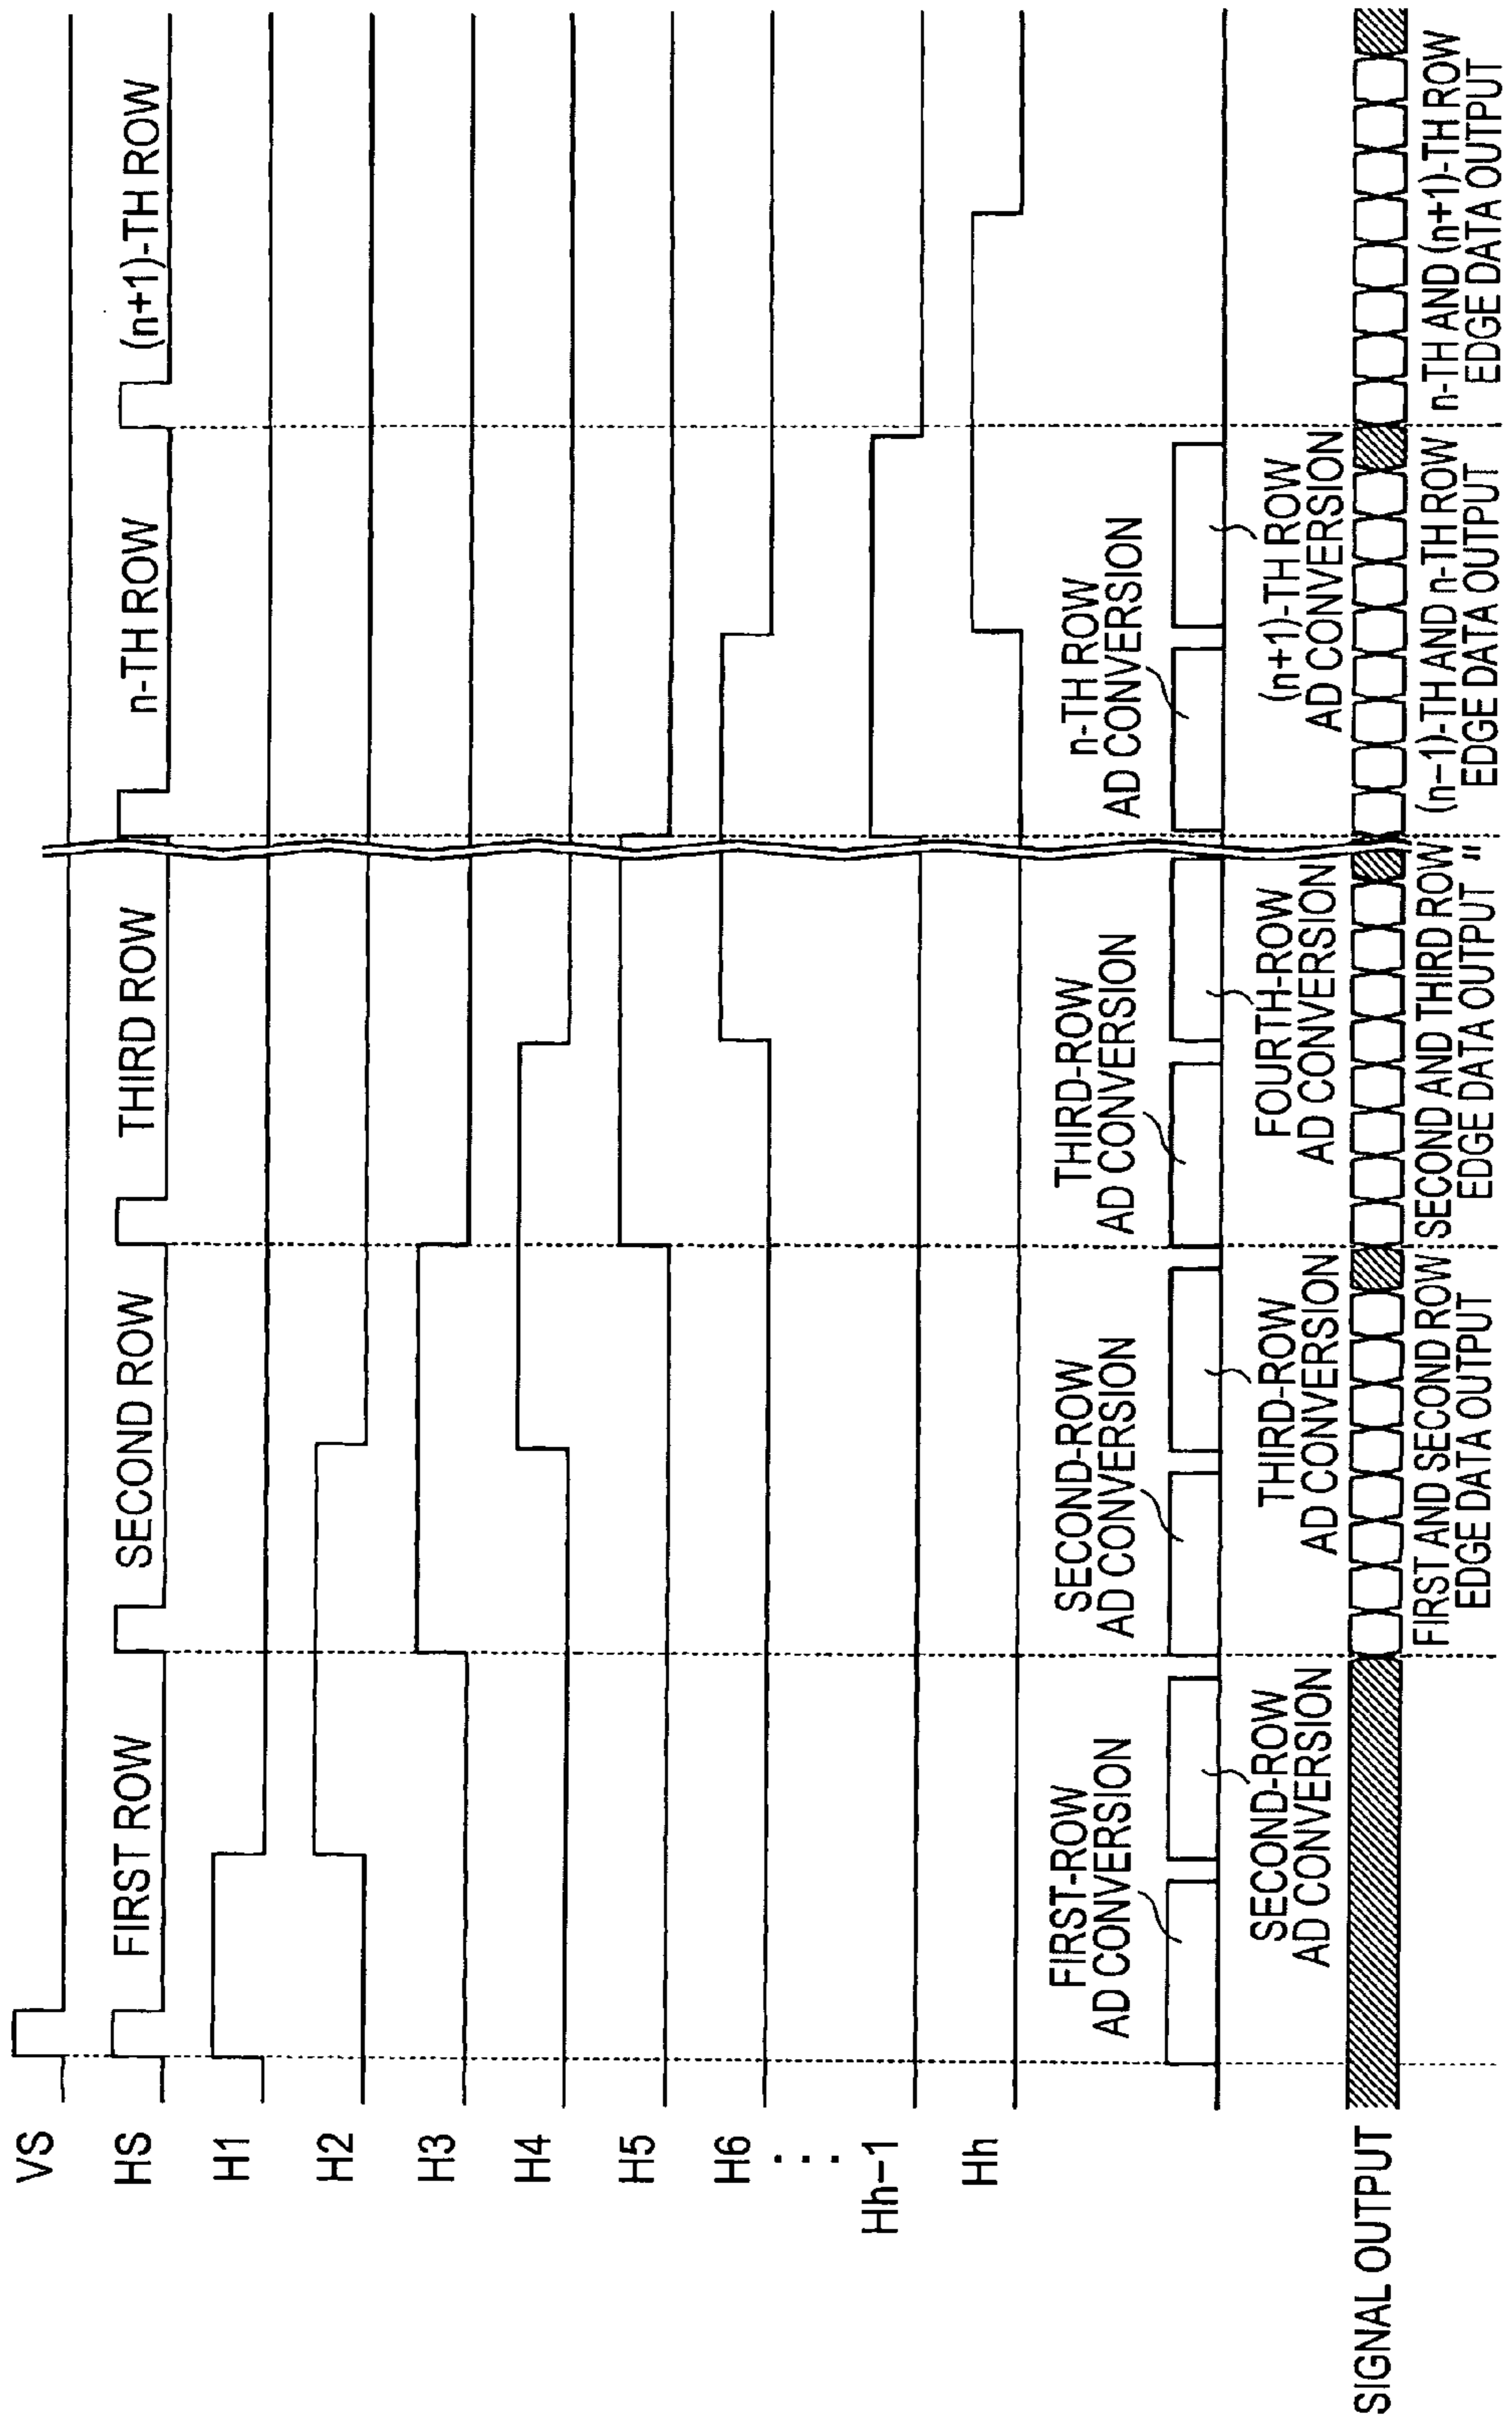 VS
HS
FIRST ROW
SECOND ROW
THIRD ROW
n-TH ROW
(n+1)-TH ROW
H1
H2
H3
H4
H5
H6
...
Hh-1
Hh
FIRST-ROW
AD CONVERSION
SECOND-ROW
AD CONVERSION
THIRD-ROW
AD CONVERSION
n-TH ROW
AD CONVERSION
SECOND-ROW
AD CONVERSION
THIRD-ROW
AD CONVERSION
FOURTH-ROW
AD CONVERSION
(n+1)-TH ROW
AD CONVERSION
SIGNAL OUTPUT
FIRST AND SECOND ROW
EDGE DATA OUTPUT
SECOND AND THIRD ROW
EDGE DATA OUTPUT "
(n-1)-TH AND n-TH ROW
EDGE DATA OUTPUT
n-TH AND (n+1)-TH ROW
EDGE DATA OUTPUT